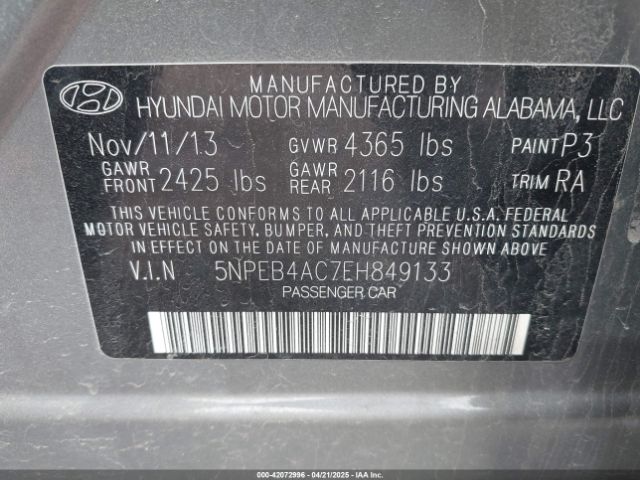 MANUFACTURED BY
HYUNDAI MOTOR MANUFACTURING ALABAMA, LLC
Nov/11/13 GVWR 4365 lbs PAINT P3
GAWR FRONT 2425 lbs GAWR REAR 2116 lbs TRIM RA
THIS VEHICLE CONFORMS TO ALL APPLICABLE U.S.A. FEDERAL
MOTOR VEHICLE SAFETY, BUMPER, AND THEFT PREVENTION STANDARDS
IN EFFECT ON THE DATE OF MANUFACTURE SHOWN ABOVE.
V.I.N 5NPEB4AC7EH849133
PASSENGER CAR
000-42072996 - 04/21/2025 - COPART